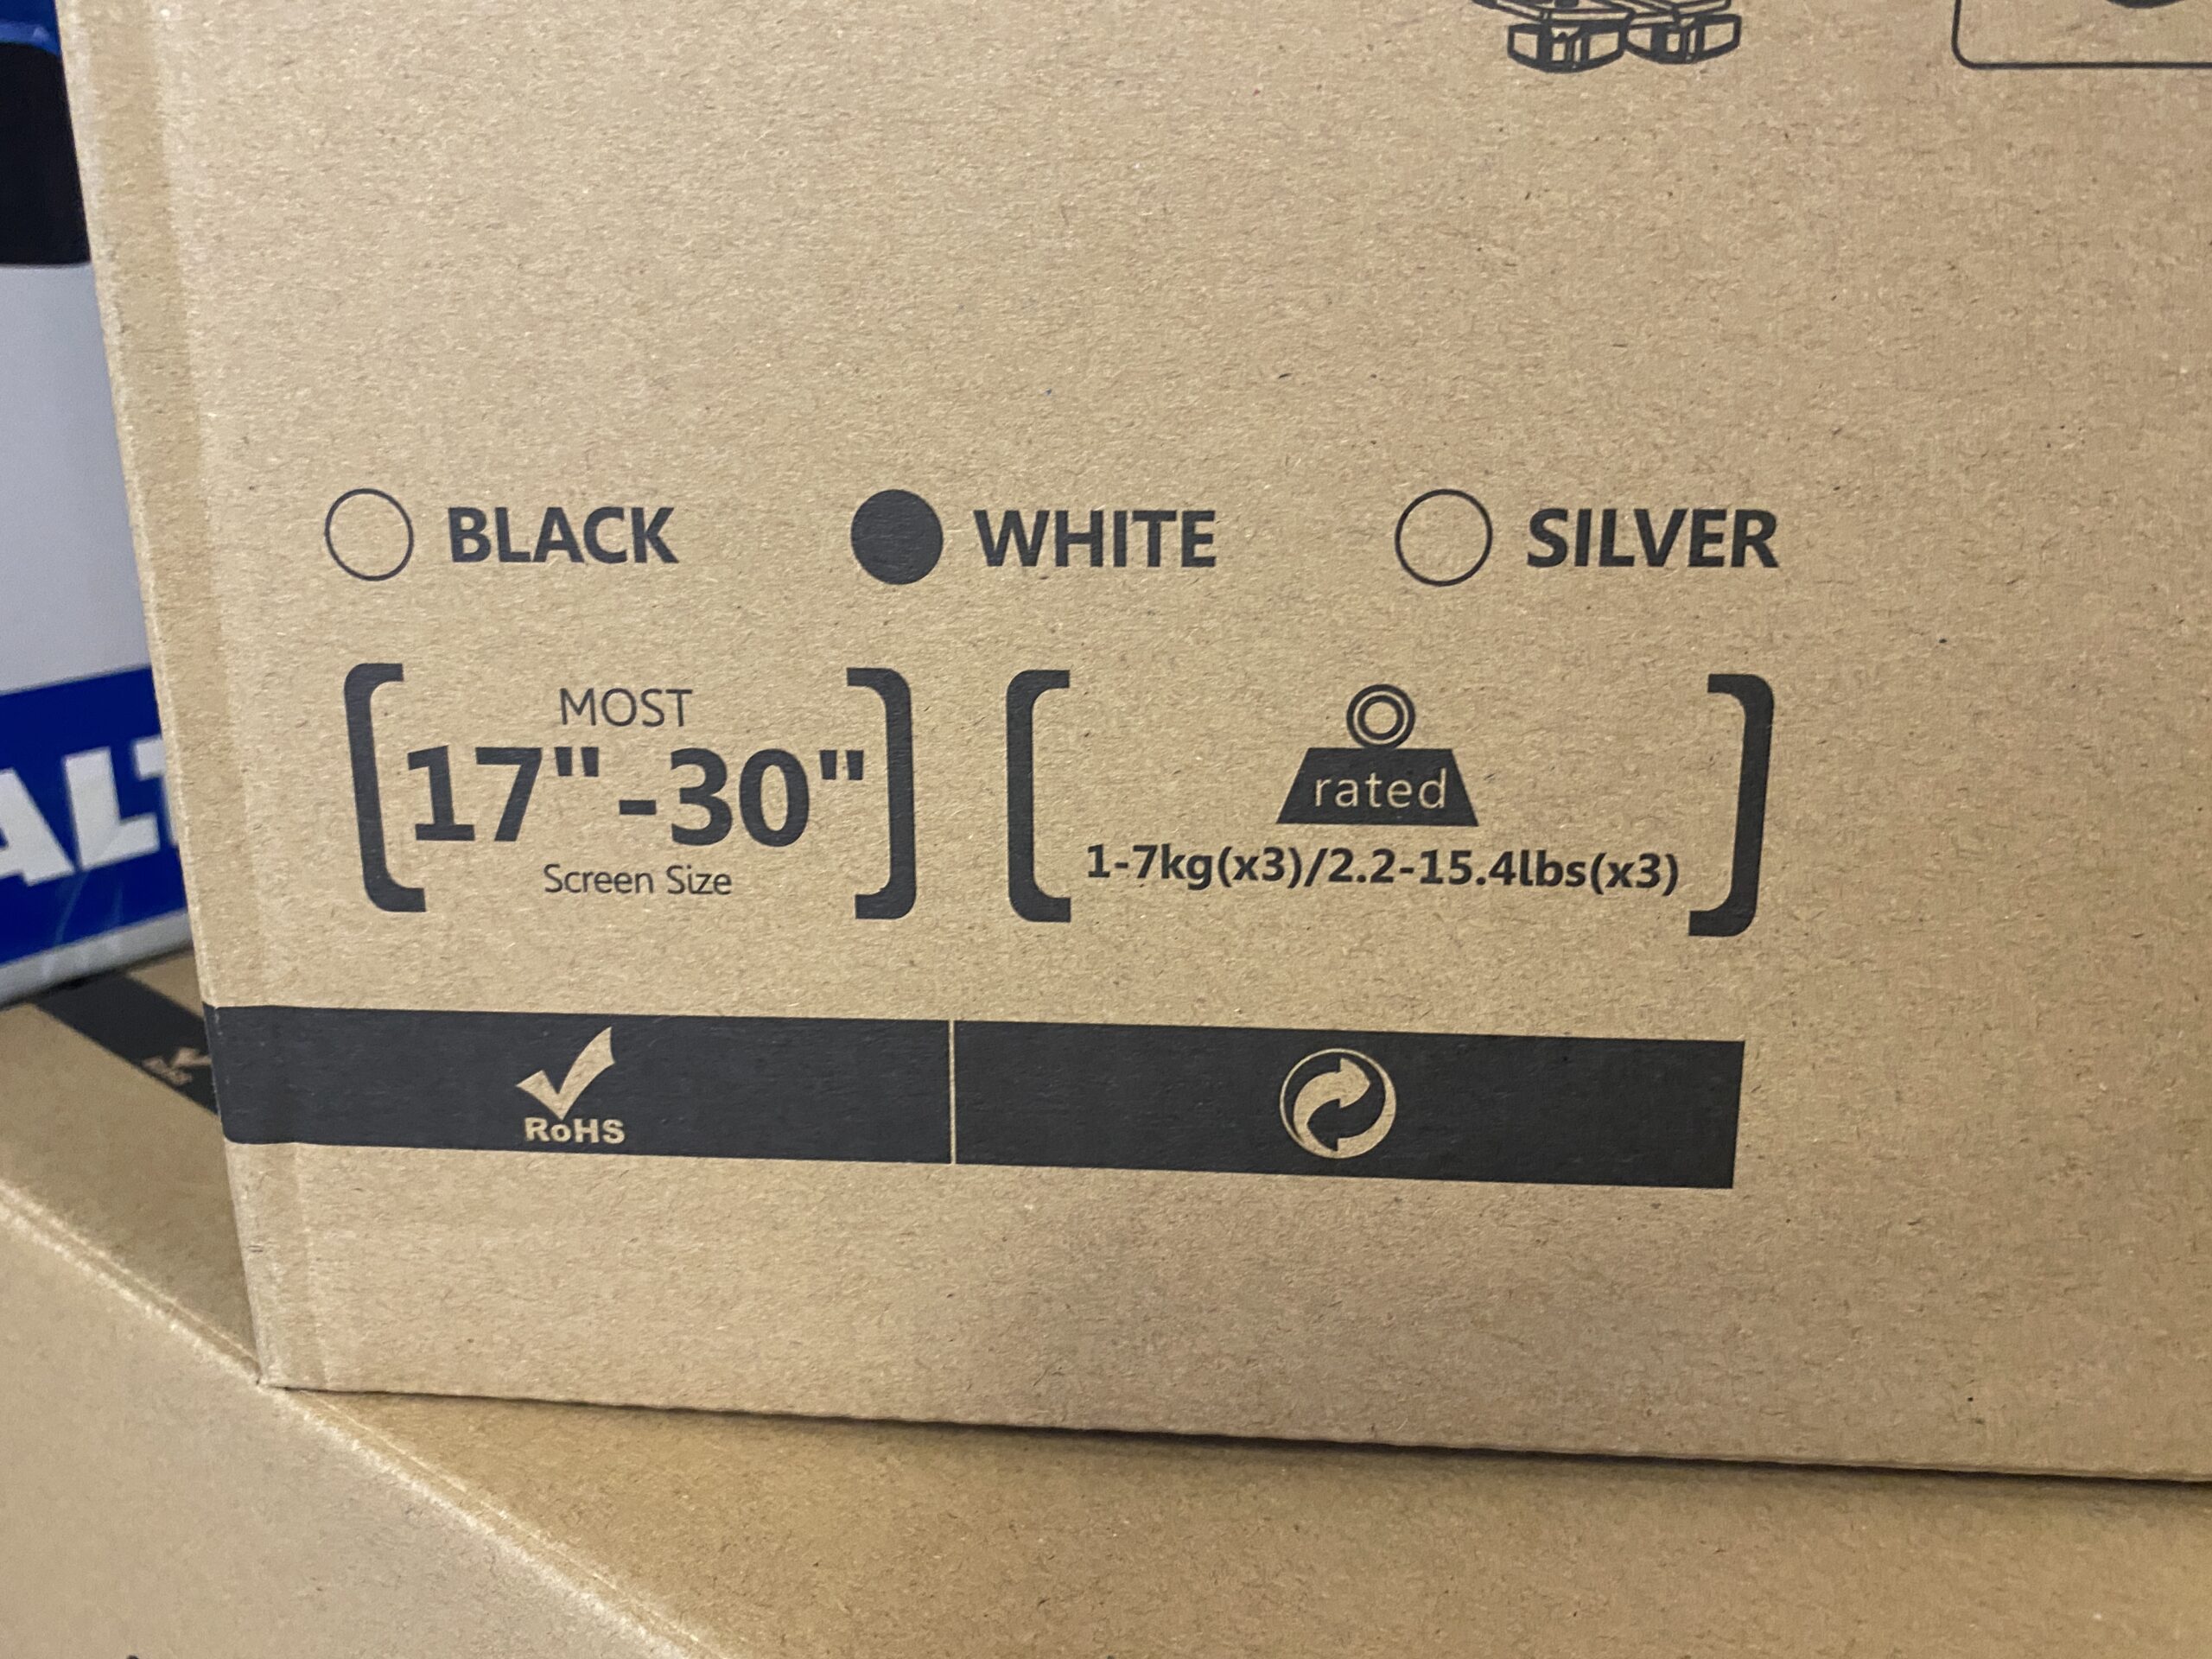 BLACK WHITE SILVER
MOST
17"-30"
Screen Size
rated
1-7kg(x3)/2.2-15.4lbs(x3)
RoHS